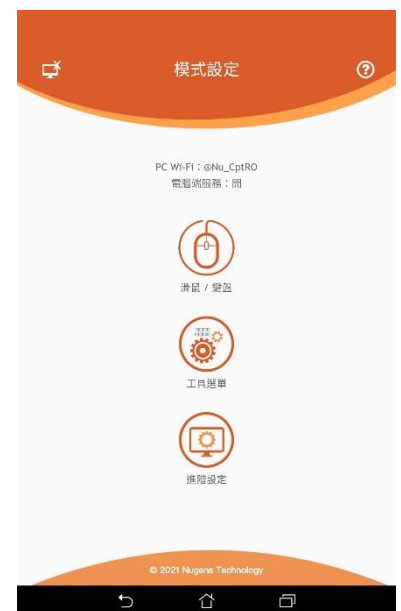 模式設定
PC Wi-Fi：@Nu_CptRO
電腦端服務：開
滑鼠 / 鍵盤
工具選單
進階設定
© 2021 Nugens Technology